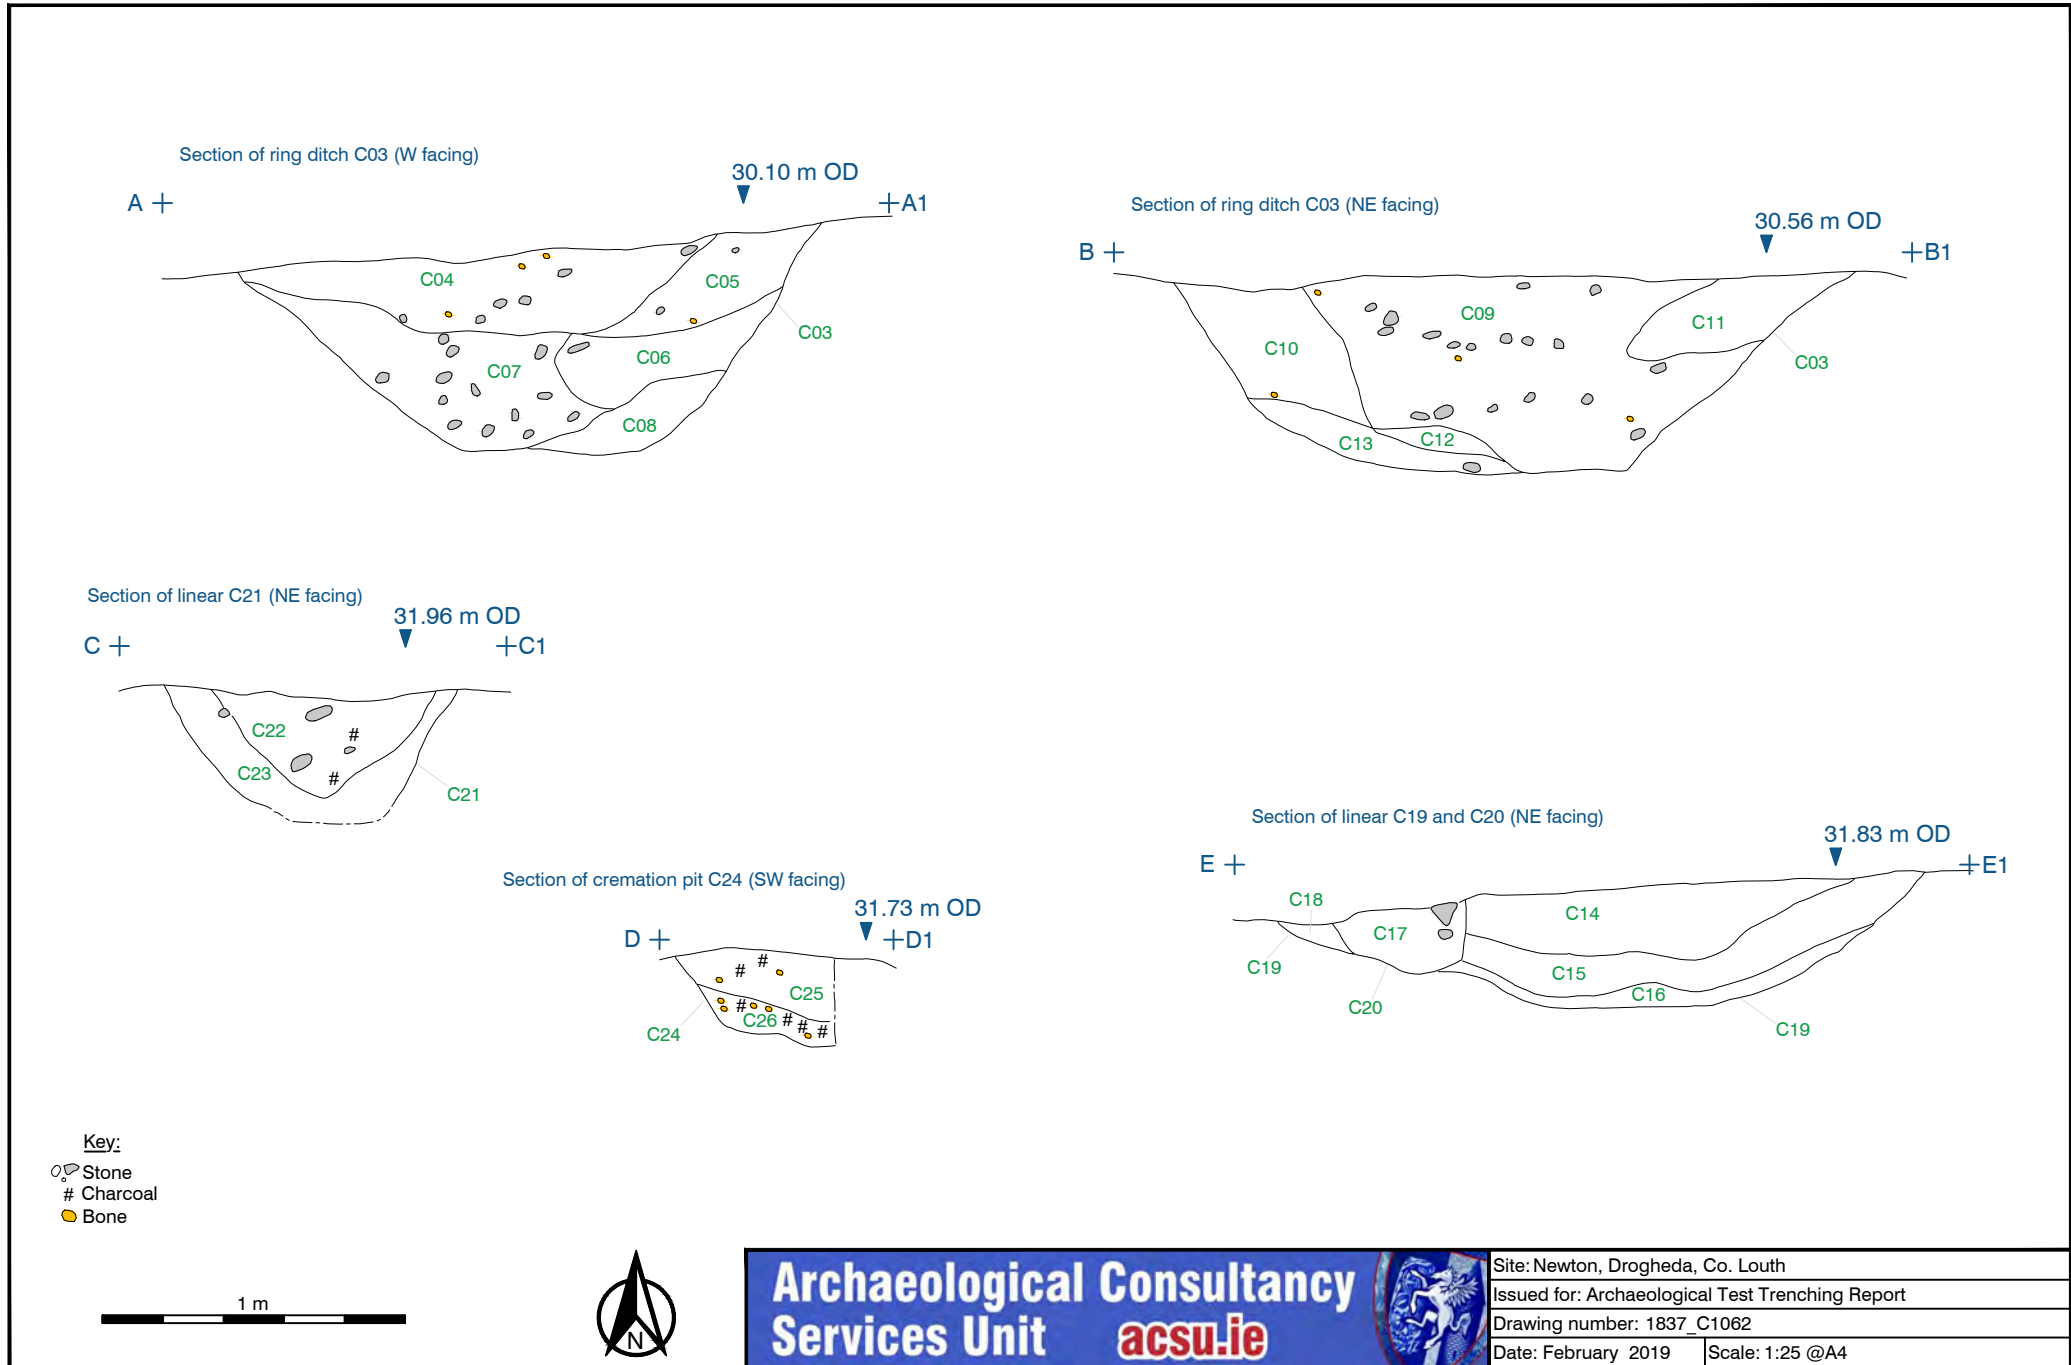 Section of ring ditch C03 (W facing)
30.10 m OD
A
A1
C04
C05
C03
C06
C07
C08
Section of ring ditch C03 (NE facing)
30.56 m OD
B
B1
C09
C11
C10
C03
C13
C12
Section of linear C21 (NE facing)
31.96 m OD
C
C1
C22
#
C23
#
C21
Section of cremation pit C24 (SW facing)
31.73 m OD
D
D1
# #
C25
#
C26 # # #
C24
Section of linear C19 and C20 (NE facing)
31.83 m OD
E
E1
C18
C14
C17
C19
C15
C16
C20
C19
Key:
Stone
# Charcoal
Bone
1 m
N
Archaeological Consultancy
Services Unit acsu.ie
Site: Newton, Drogheda, Co. Louth
Issued for: Archaeological Test Trenching Report
Drawing number: 1837_C1062
Date: February 2019
Scale: 1:25 @A4